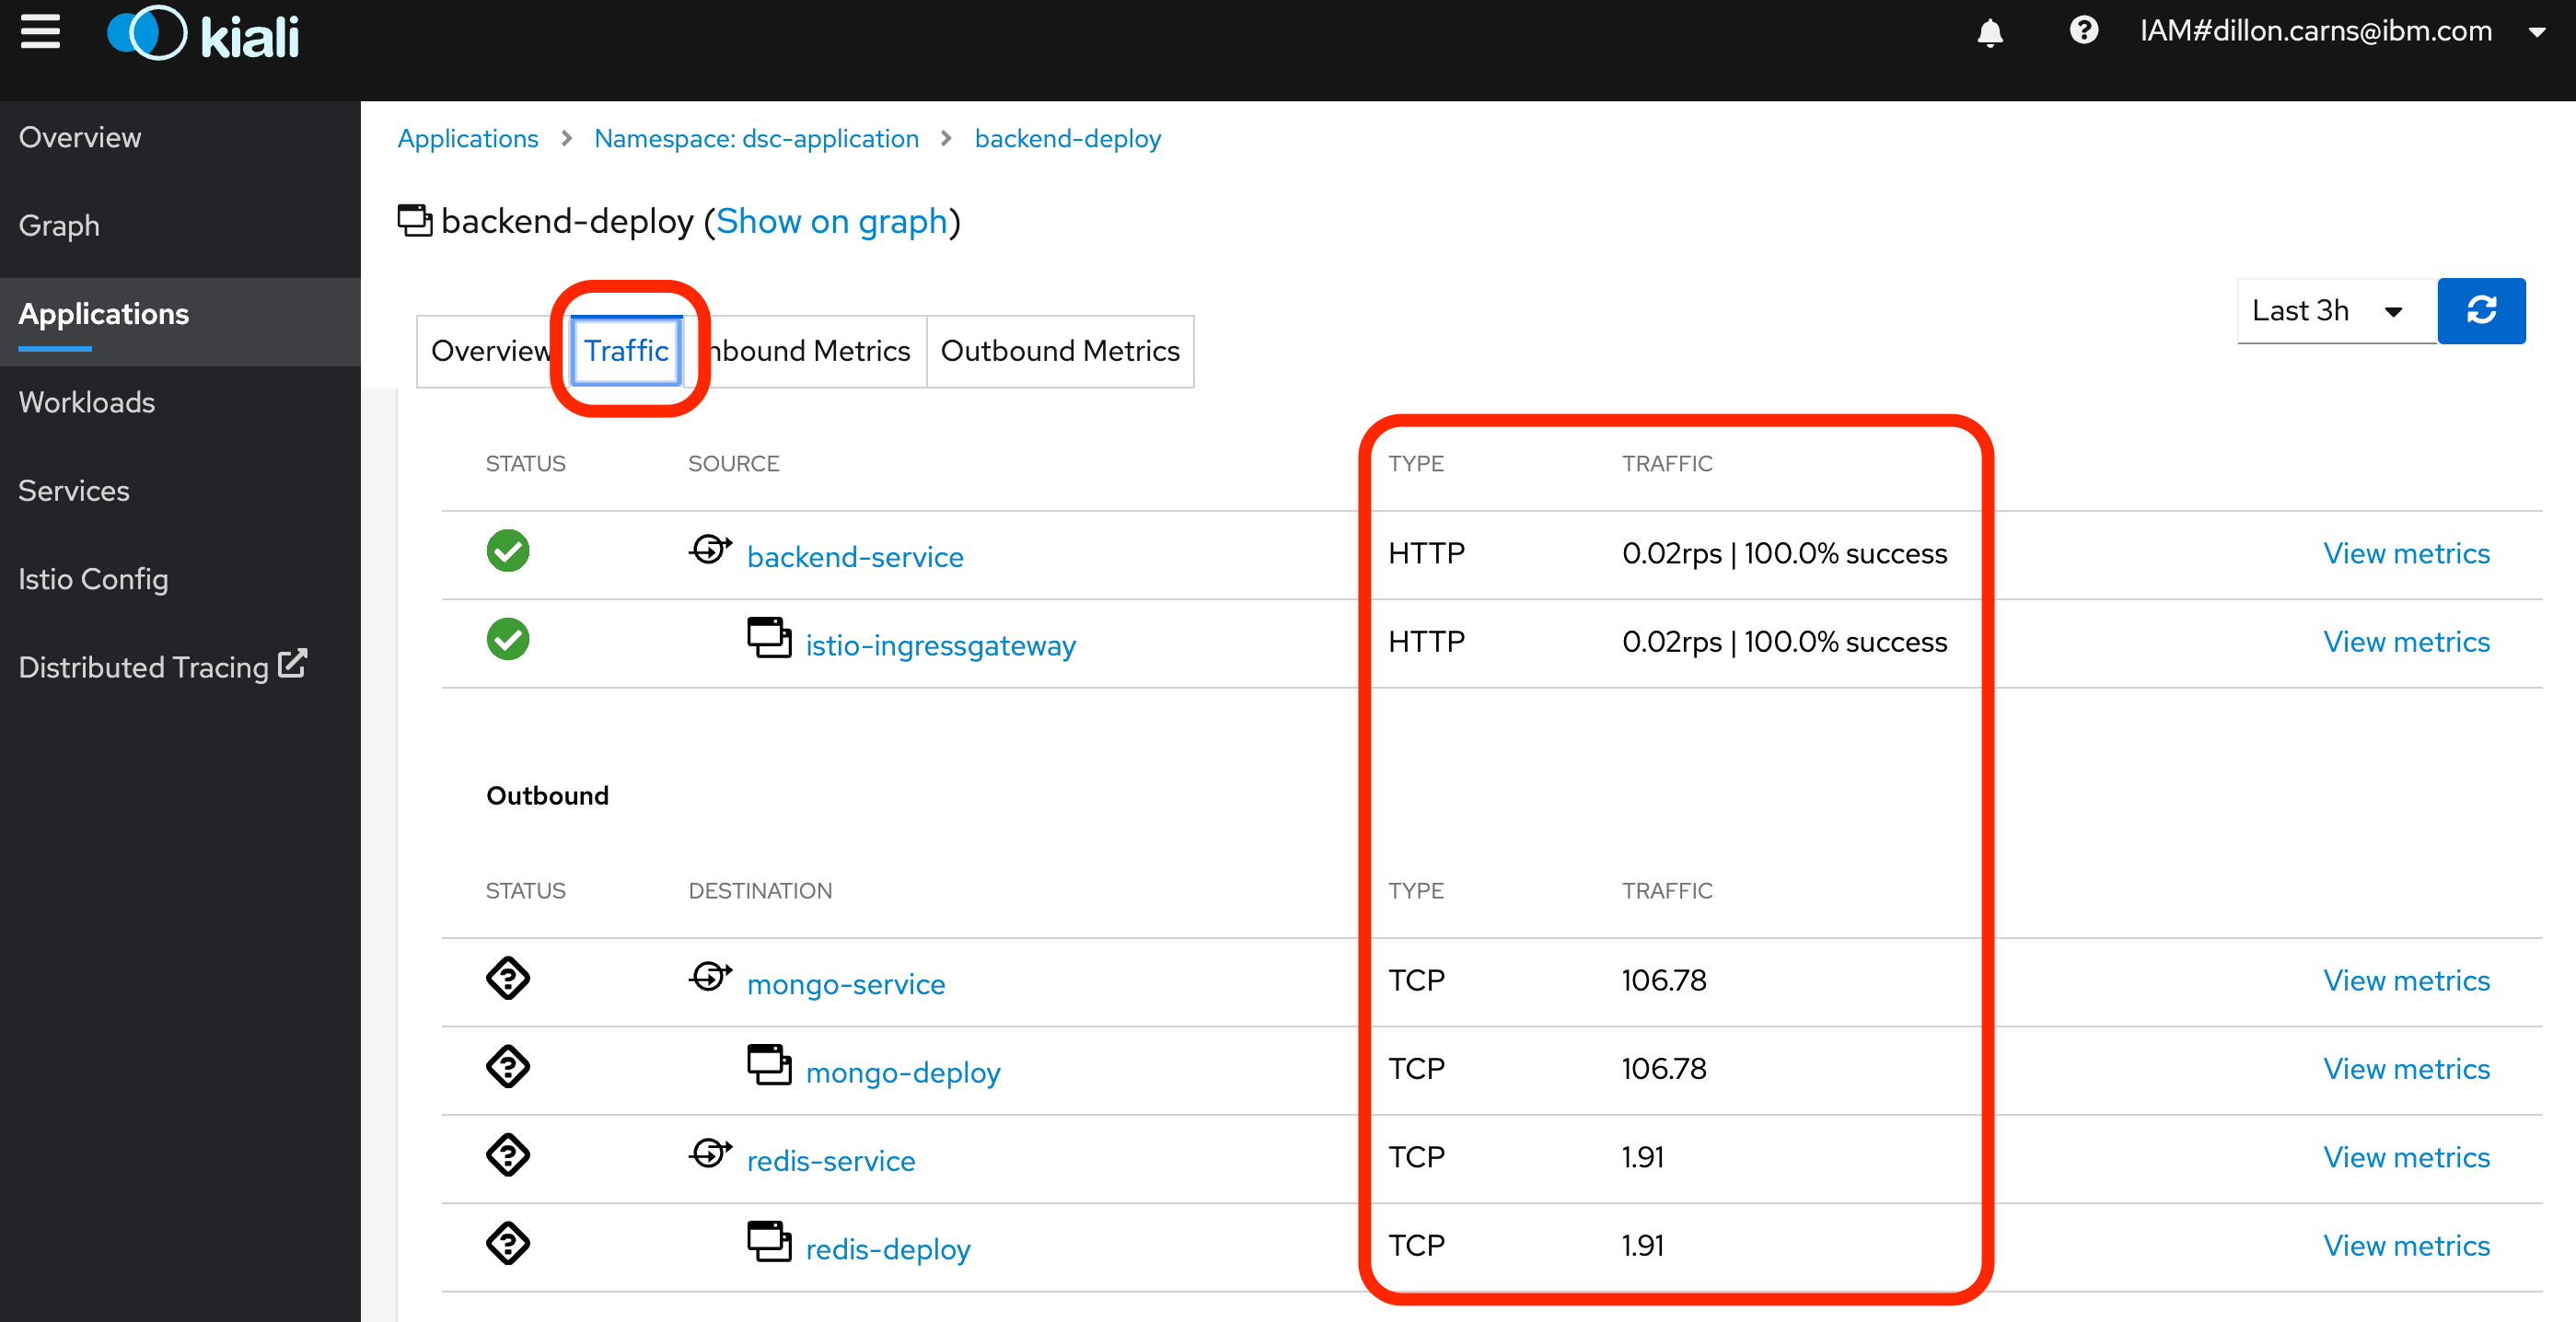 kiali
IAM#dillon.carns@ibm.com
Overview
Graph
Applications
Workloads
Services
Istio Config
Distributed Tracing
Applications > Namespace: dsc-application > backend-deploy
backend-deploy (Show on graph)
Last 3h
Overview Traffic nbound Metrics Outbound Metrics
STATUS SOURCE TYPE TRAFFIC
backend-service HTTP 0.02rps | 100.0% success View metrics
istio-ingressgateway HTTP 0.02rps | 100.0% success View metrics
Outbound
STATUS DESTINATION TYPE TRAFFIC
mongo-service TCP 106.78 View metrics
mongo-deploy TCP 106.78 View metrics
redis-service TCP 1.91 View metrics
redis-deploy TCP 1.91 View metrics